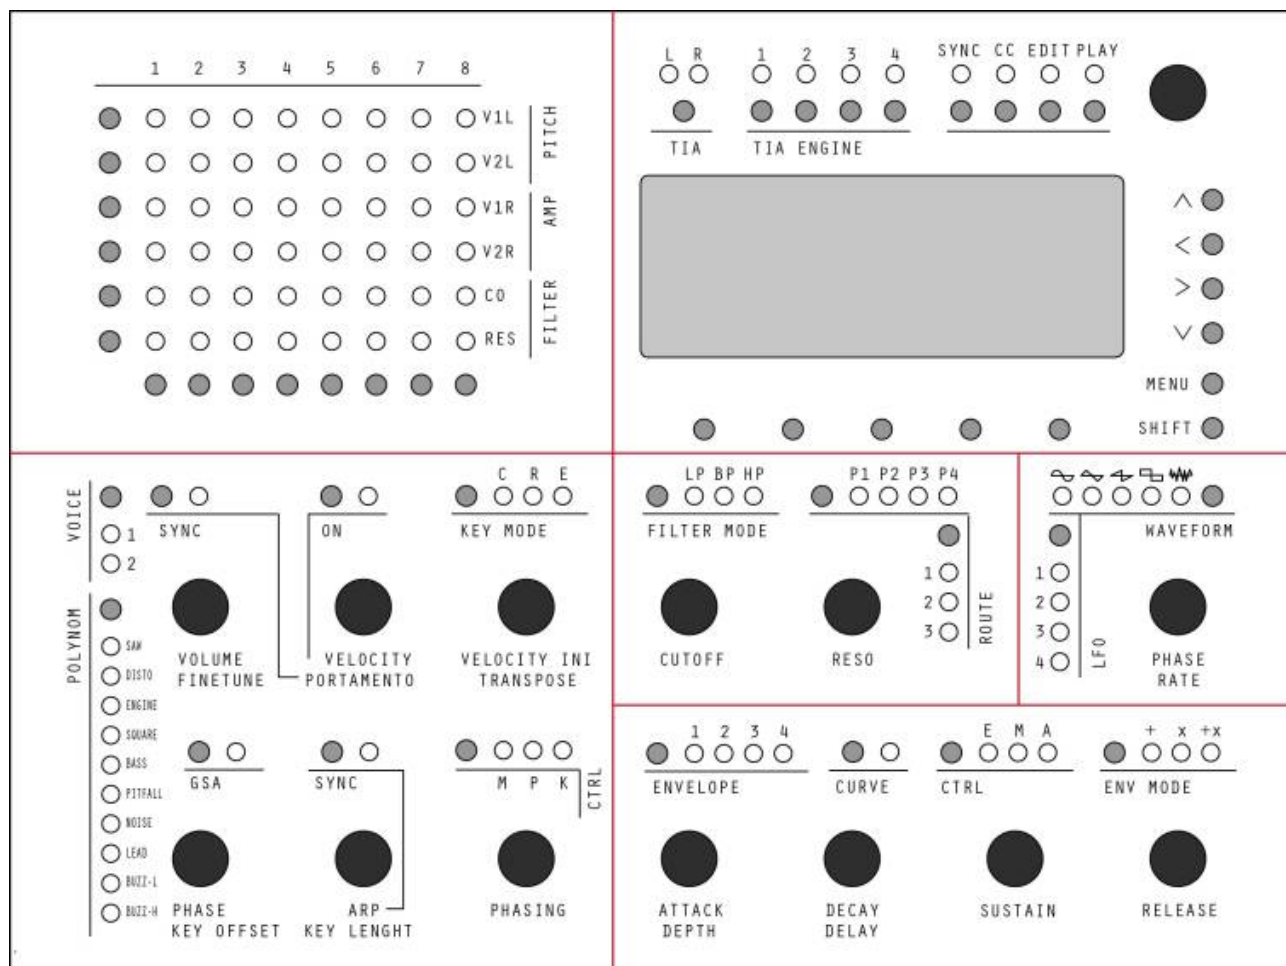 1 2 3 4 5 6 7 8
V1L
V2L
PITCH
V1R
V2R
AMP
CO
RES
FILTER
L R
TIA
1 2 3 4
TIA ENGINE
SYNC CC EDIT PLAY
MENU
SHIFT
VOICE
1
2
SYNC
ON
C R E
KEY MODE
POLYNOM
SAW
DISTO
ENGINE
SQUARE
BASS
PITFALL
NOISE
LEAD
BUZZ-L
BUZZ-H
VOLUME
FINETUNE
VELOCITY
PORTAMENTO
VELOCITY INI
TRANSPOSE
GSA
SYNC
M P K
CTRL
PHASE
KEY OFFSET
ARP
KEY LENGHT
PHASING
LP BP HP
FILTER MODE
P1 P2 P3 P4
1
2
3
ROUTE
CUTOFF
RESO
WAVEFORM
1
2
3
4
LFO
PHASE
RATE
1 2 3 4
ENVELOPE
CURVE
E M A
CTRL
+ x +x
ENV MODE
ATTACK
DEPTH
DECAY
DELAY
SUSTAIN
RELEASE